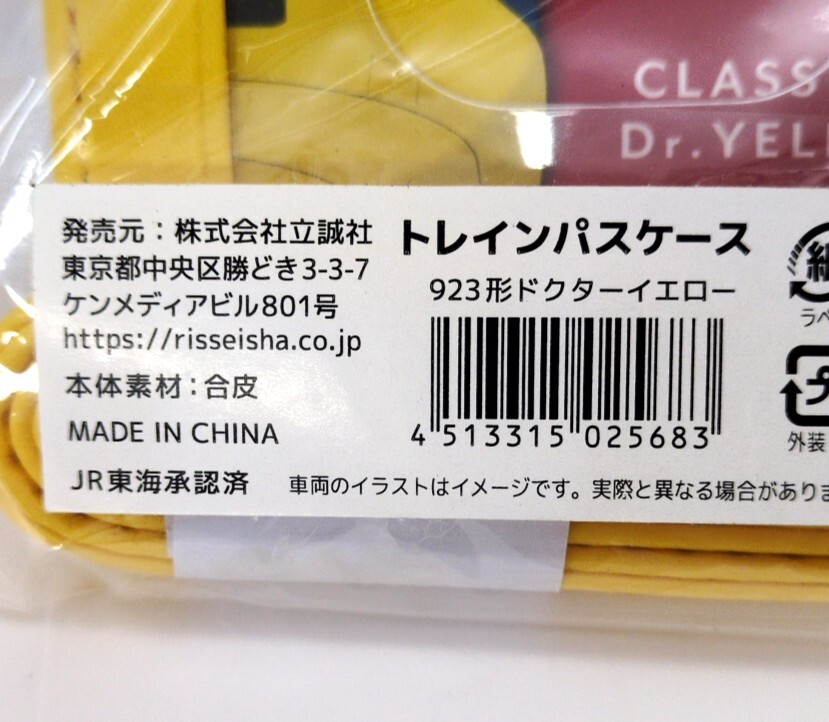 CLASS
Dr.YEL
発売元：株式会社立誠社
東京都中央区勝どき3-3-7
ケンメディアビル801号
https://risseisha.co.jp
本体素材：合皮
MADE IN CHINA
JR東海承認済
トレインパスケース
923形ドクターイエロー
4 513315 025683
紙
ラベ
プ
外装
車両のイラストはイメージです。実際と異なる場合があります